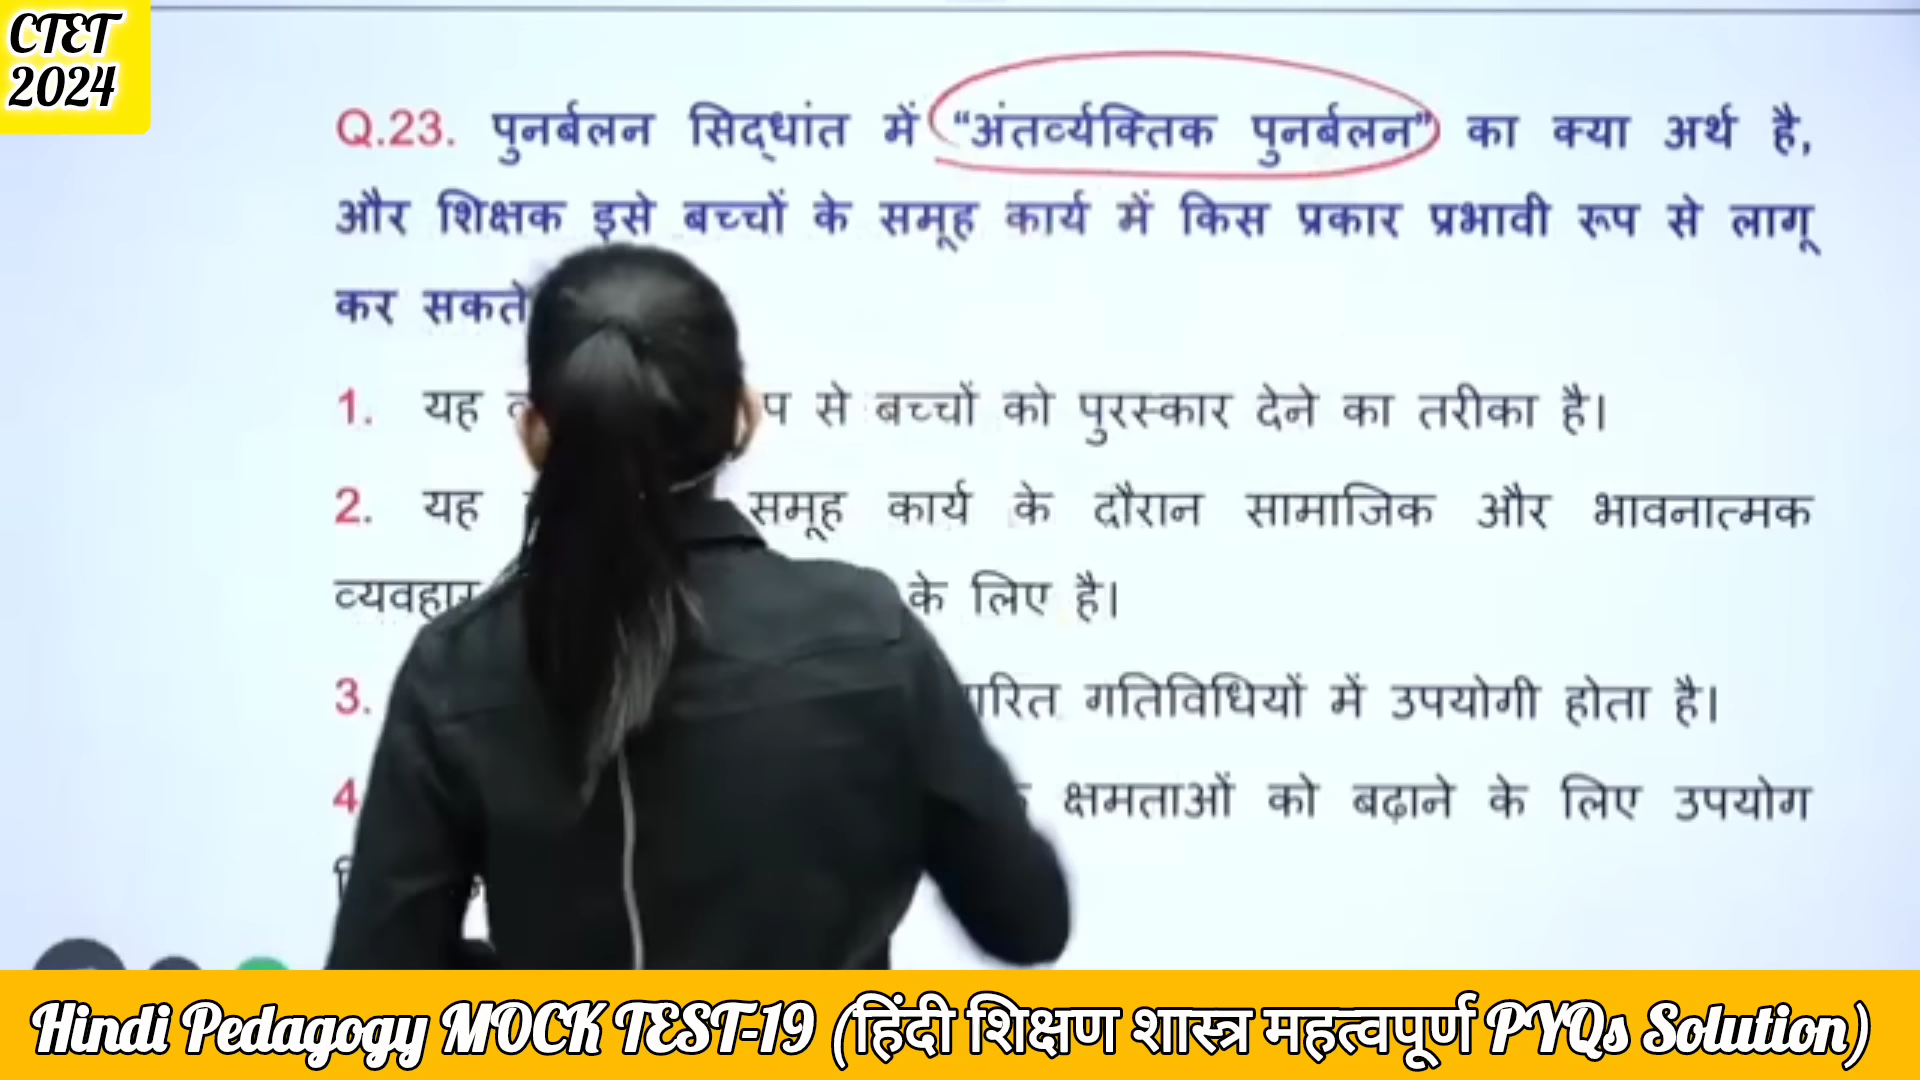 CTET
2024
Q.23. पुनर्बलन सिद्धांत में “अंतर्व्यक्तिक पुनर्बलन” का क्या अर्थ है,
और शिक्षक इसे बच्चों के समूह कार्य में किस प्रकार प्रभावी रूप से लागू
कर सकते
1. यह से बच्चों को पुरस्कार देने का तरीका है।
2. यह समूह कार्य के दौरान सामाजिक और भावनात्मक
के लिए है।
3. गतिविधियों में उपयोगी होता है।
4 क्षमताओं को बढ़ाने के लिए उपयोग
Hindi Pedagogy MOCK TEST-19 (हिंदी शिक्षण शास्त्र महत्वपूर्ण PYQs Solution)